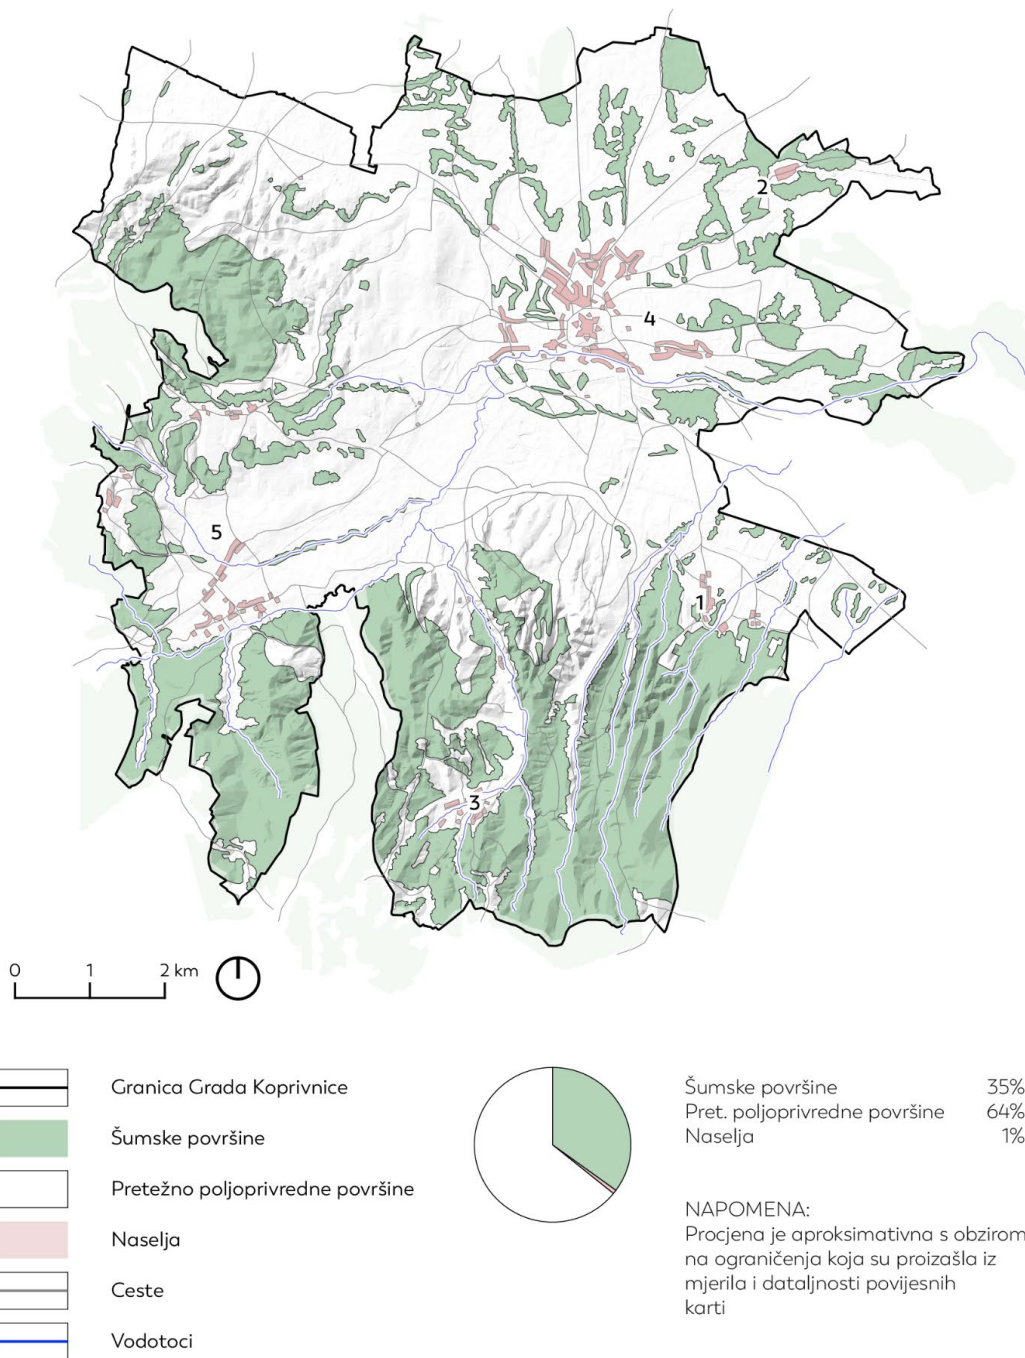 2
4
5
1
3
0 1 2 km
Granica Grada Koprivnice
Šumske površine
Pretežno poljoprivredne površine
Naselja
Ceste
Vodotoci
Šumske površine 35%
Pret. poljoprivredne površine 64%
Naselja 1%
NAPOMENA:
Procjena je aproksimativna s obzirom
na ograničenja koja su proizašla iz
mjerila i dataljnosti povijesnih
karti